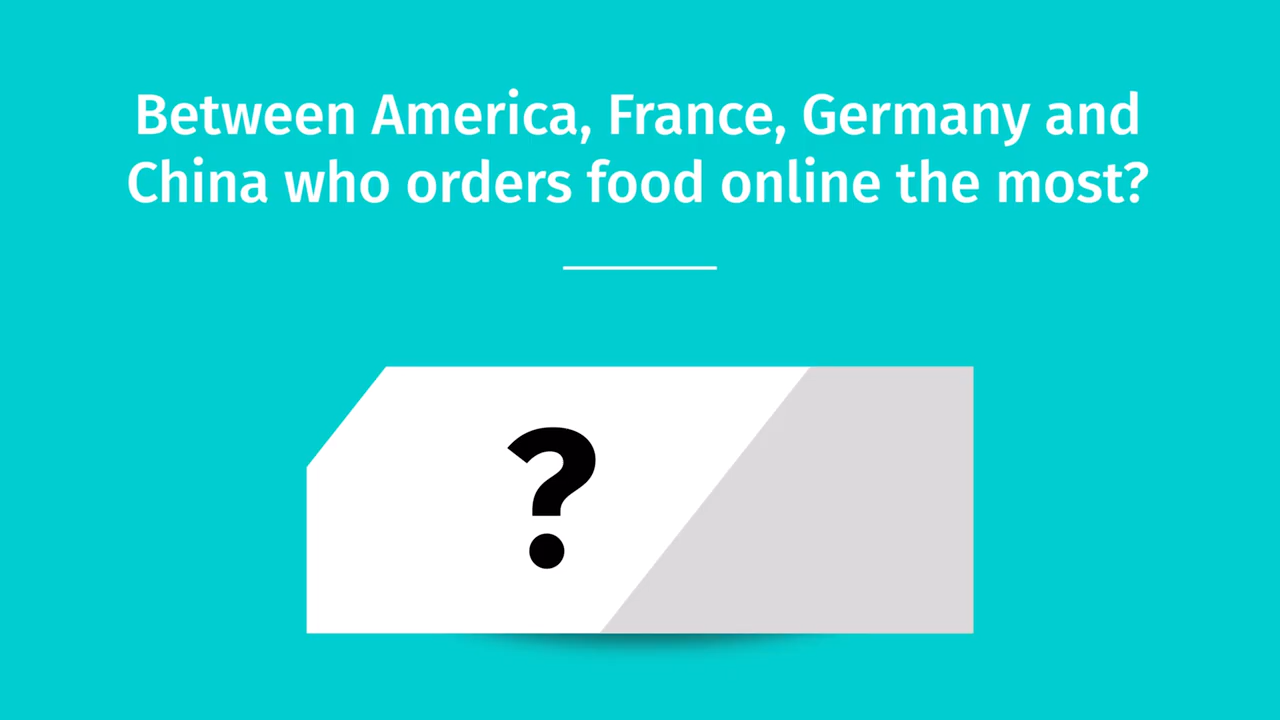 Between America, France, Germany and
China who orders food online the most?
?